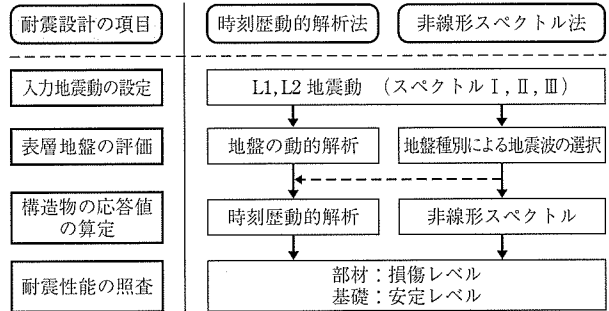 耐震設計の項目
時刻歴動的解析法
非線形スペクトル法
入力地震動の設定
L1, L2 地震動 (スペクトルⅠ, Ⅱ, Ⅲ)
表層地盤の評価
地盤の動的解析
地盤種別による地震波の選択
構造物の応答値
の算定
時刻歴動的解析
非線形スペクトル
耐震性能の照査
部材：損傷レベル
基礎：安定レベル